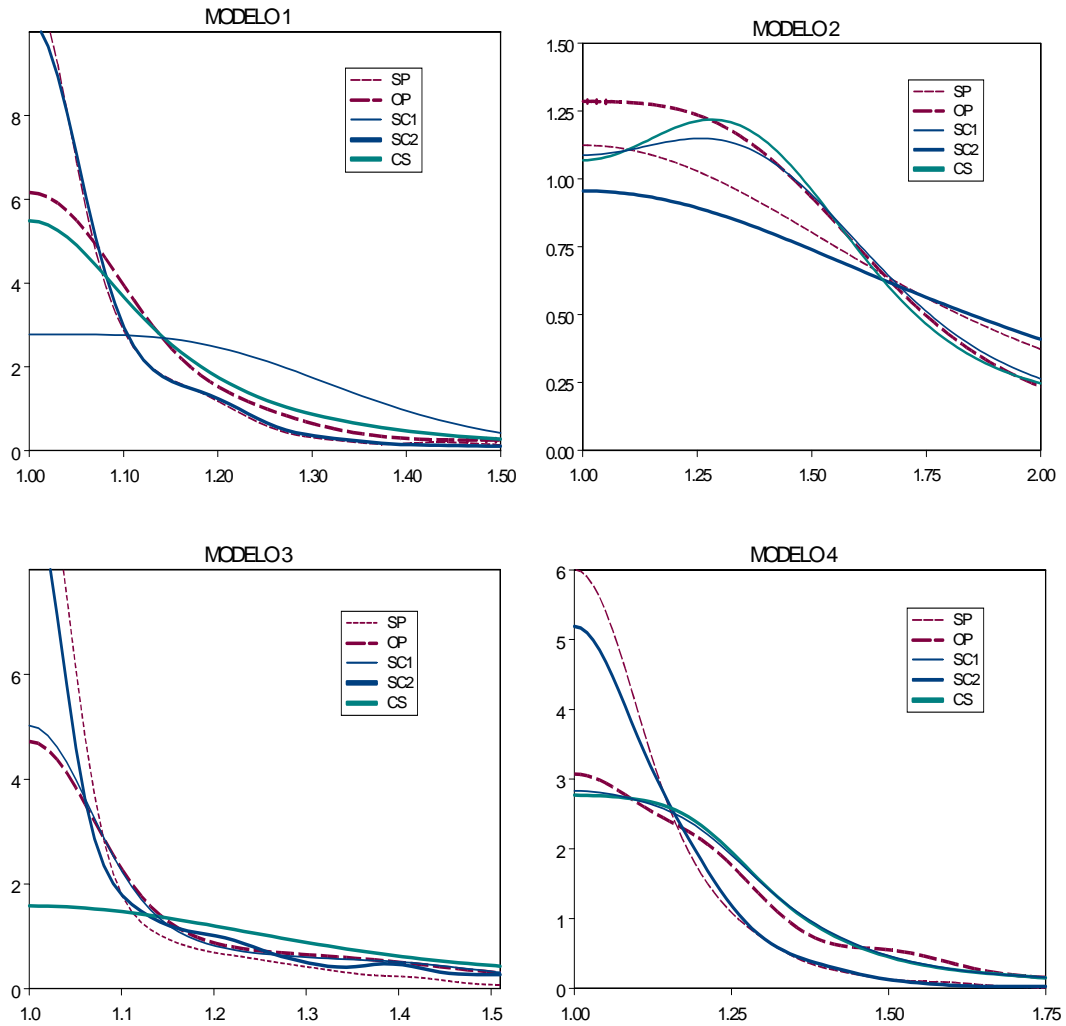 MODELO 1
8
6
4
2
0
1.00 1.10 1.20 1.30 1.40 1.50
SP
OP
SC1
SC2
CS
MODELO 2
1.50
1.25
1.00
0.75
0.50
0.25
0.00
1.00 1.25 1.50 1.75 2.00
SP
OP
SC1
SC2
CS
MODELO 3
6
4
2
0
1.0 1.1 1.2 1.3 1.4 1.5
SP
OP
SC1
SC2
CS
MODELO 4
6
5
4
3
2
1
0
1.00 1.25 1.50 1.75
SP
OP
SC1
SC2
CS